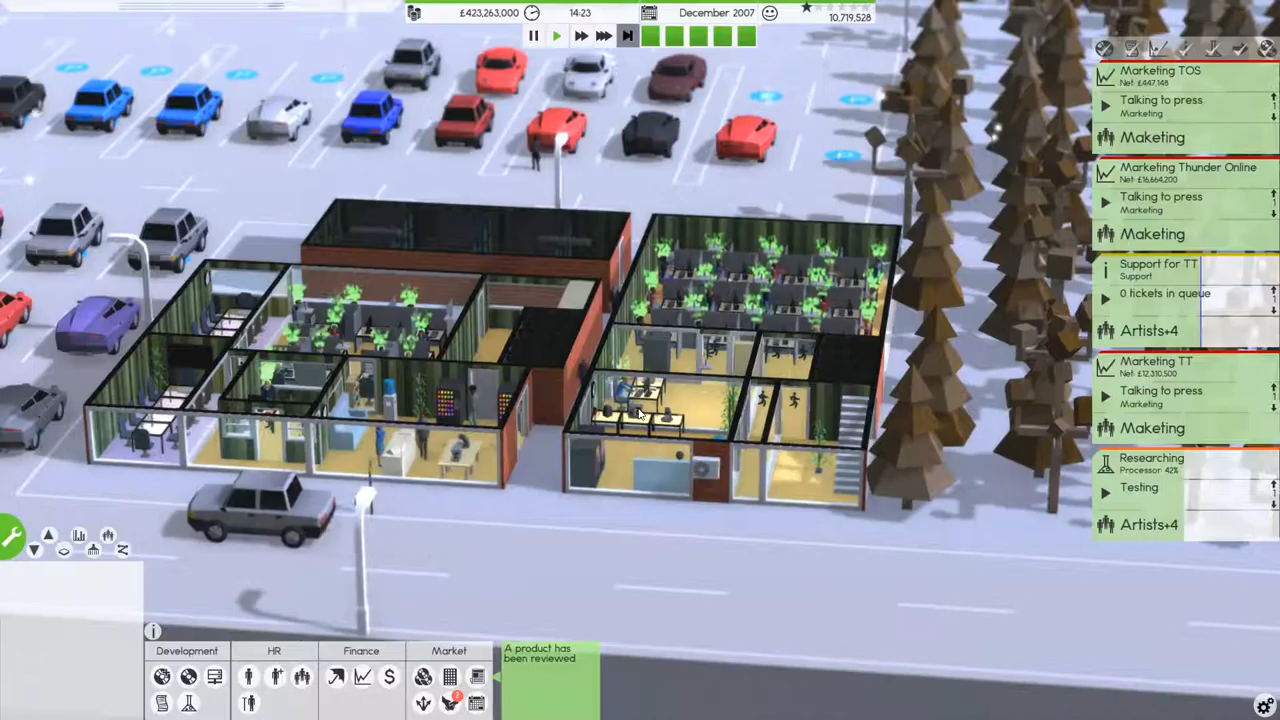 £423,263,000
14:23
December 2007
10,719,528
Marketing TOS
Net: £447,148
Talking to press
Marketing
Maketing
Marketing Thunder Online
Net: £16,664,200
Talking to press
Marketing
Maketing
Support for TT
Support
0 tickets in queue
Artists+4
Marketing TT
Net: £12,310,500
Talking to press
Marketing
Maketing
Researching
Processor 42%
Testing
Artists+4
Development
HR
Finance
Market
2
A product has
been reviewed